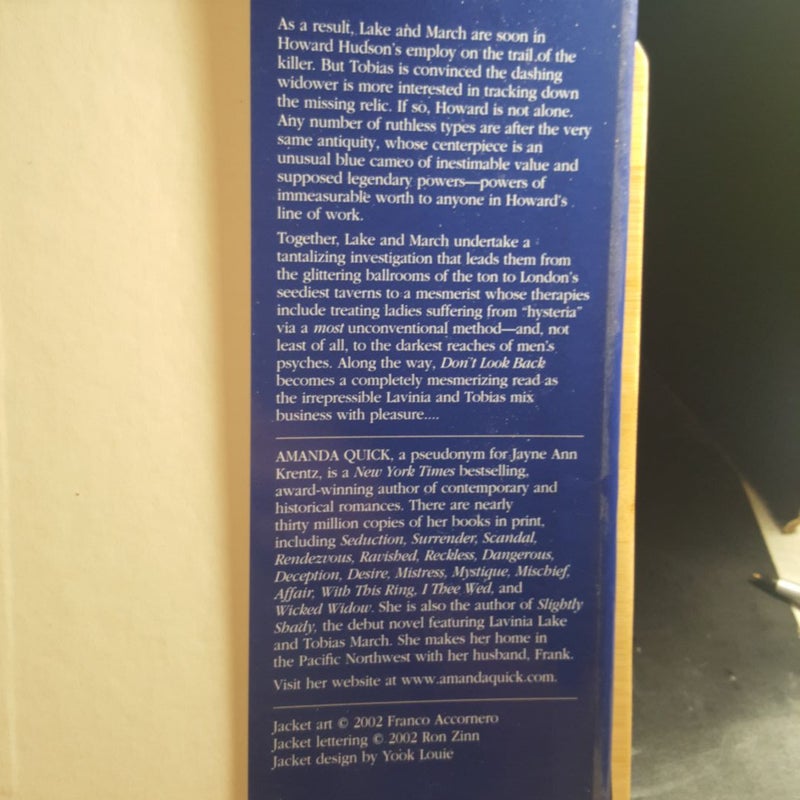 As a result, Lake and March are soon in
Howard Hudson's employ on the trail of the
killer. But Tobias is convinced the dashing
widower is more interested in tracking down
the missing relic. If so, Howard is not alone.
Any number of ruthless types are after the very
same antiquity, whose centerpiece is an
unusual blue cameo of inestimable value and
supposed legendary powers—powers of
immeasurable worth to anyone in Howard's
line of work.
Together, Lake and March undertake a
tantalizing investigation that leads them from
the glittering ballrooms of the ton to London's
seediest taverns to a mesmerist whose therapies
include treating ladies suffering from "hysteria"
via a most unconventional method—and, not
least of all, to the darkest reaches of men's
psyches. Along the way, Don't Look Back
becomes a completely mesmerizing read as
the irrepressible Lavinia and Tobias mix
business with pleasure....
AMANDA QUICK, a pseudonym for Jayne Ann
Krentz, is a New York Times bestselling,
award-winning author of contemporary and
historical romances. There are nearly
thirty million copies of her books in print,
including Seduction, Surrender, Scandal,
Rendezvous, Ravished, Reckless, Dangerous,
Deception, Desire, Mistress, Mystique, Mischief,
Affair, With This Ring, I Thee Wed, and
Wicked Widow. She is also the author of Slightly
Shady, the debut novel featuring Lavinia Lake
and Tobias March. She makes her home in
the Pacific Northwest with her husband, Frank.
Visit her website at www.amandaquick.com.
Jacket art © 2002 Franco Accornero
Jacket lettering © 2002 Ron Zinn
Jacket design by Yook Louie